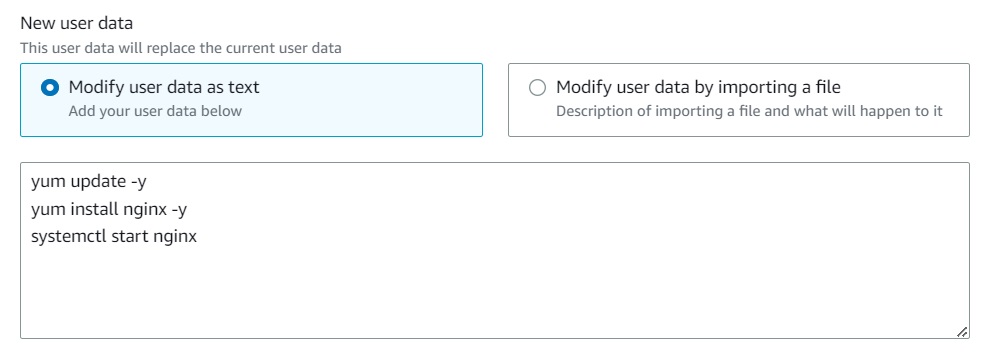 New user data
This user data will replace the current user data
Modify user data as text
Add your user data below
Modify user data by importing a file
Description of importing a file and what will happen to it
yum update -y
yum install nginx -y
systemctl start nginx